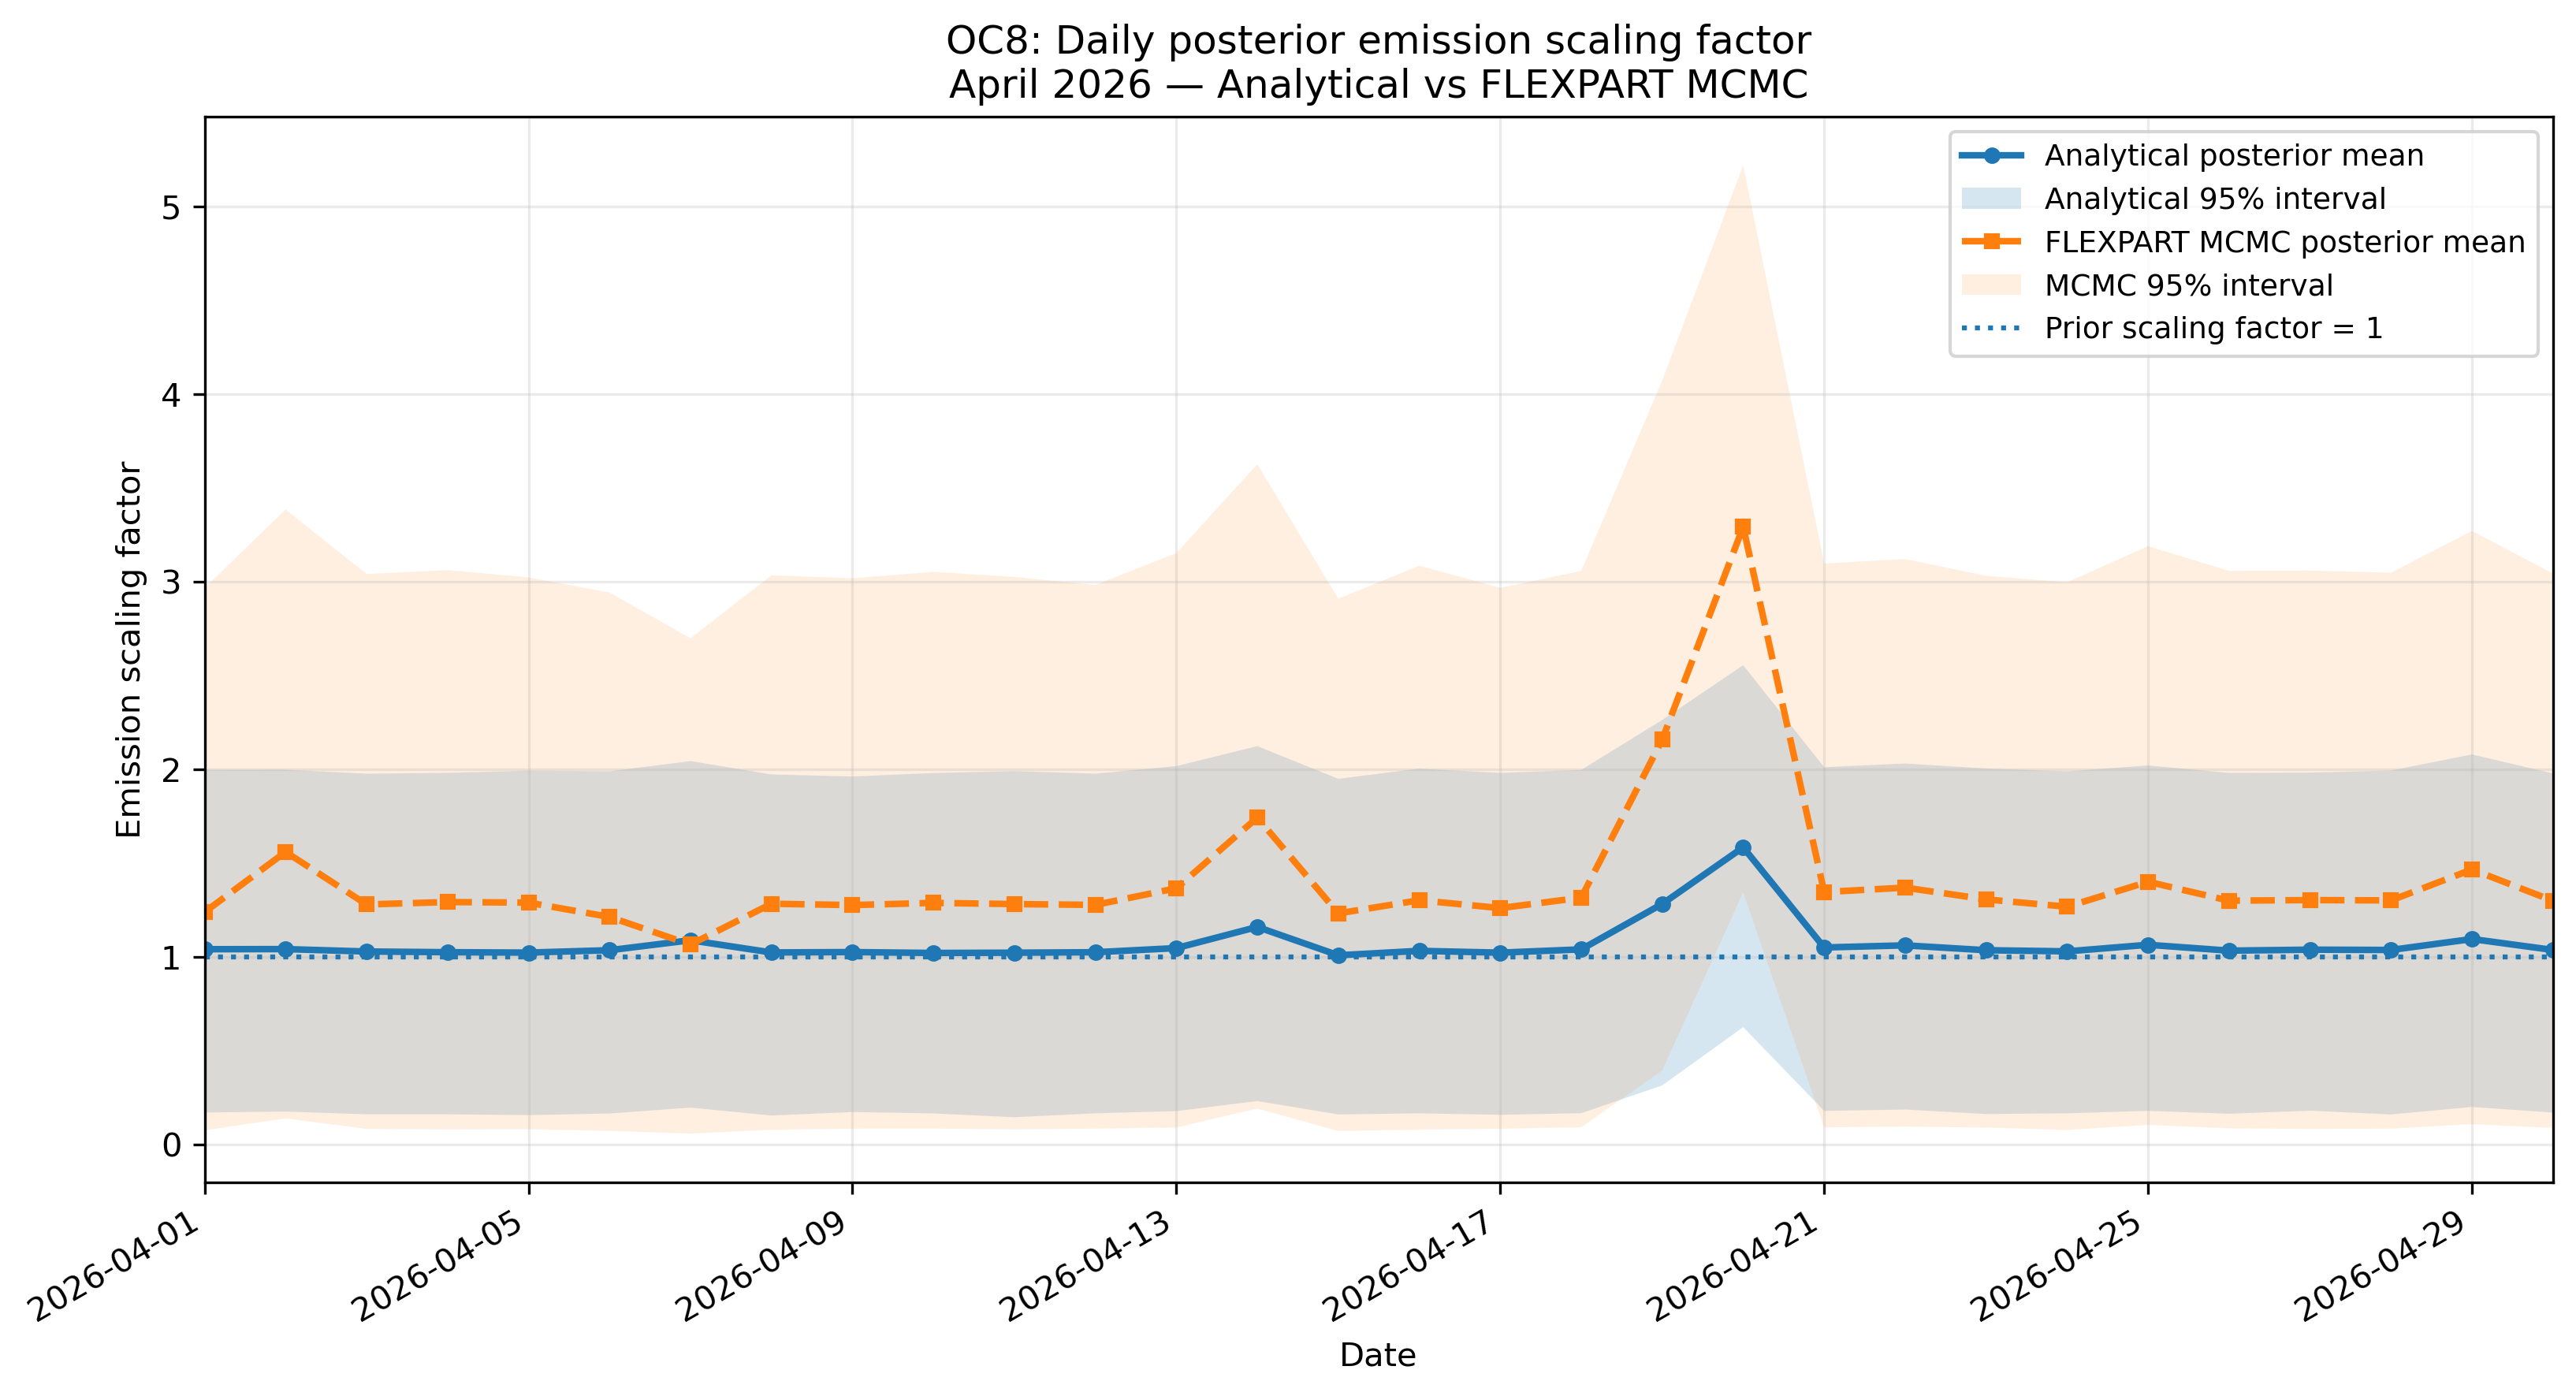 OC8: Daily posterior emission scaling factor
April 2026 — Analytical vs FLEXPART MCMC
Analytical posterior mean
Analytical 95% interval
FLEXPART MCMC posterior mean
MCMC 95% interval
Prior scaling factor = 1
Emission scaling factor
5
4
3
2
1
0
2026-04-01
2026-04-05
2026-04-09
2026-04-13
2026-04-17
2026-04-21
2026-04-25
2026-04-29
Date